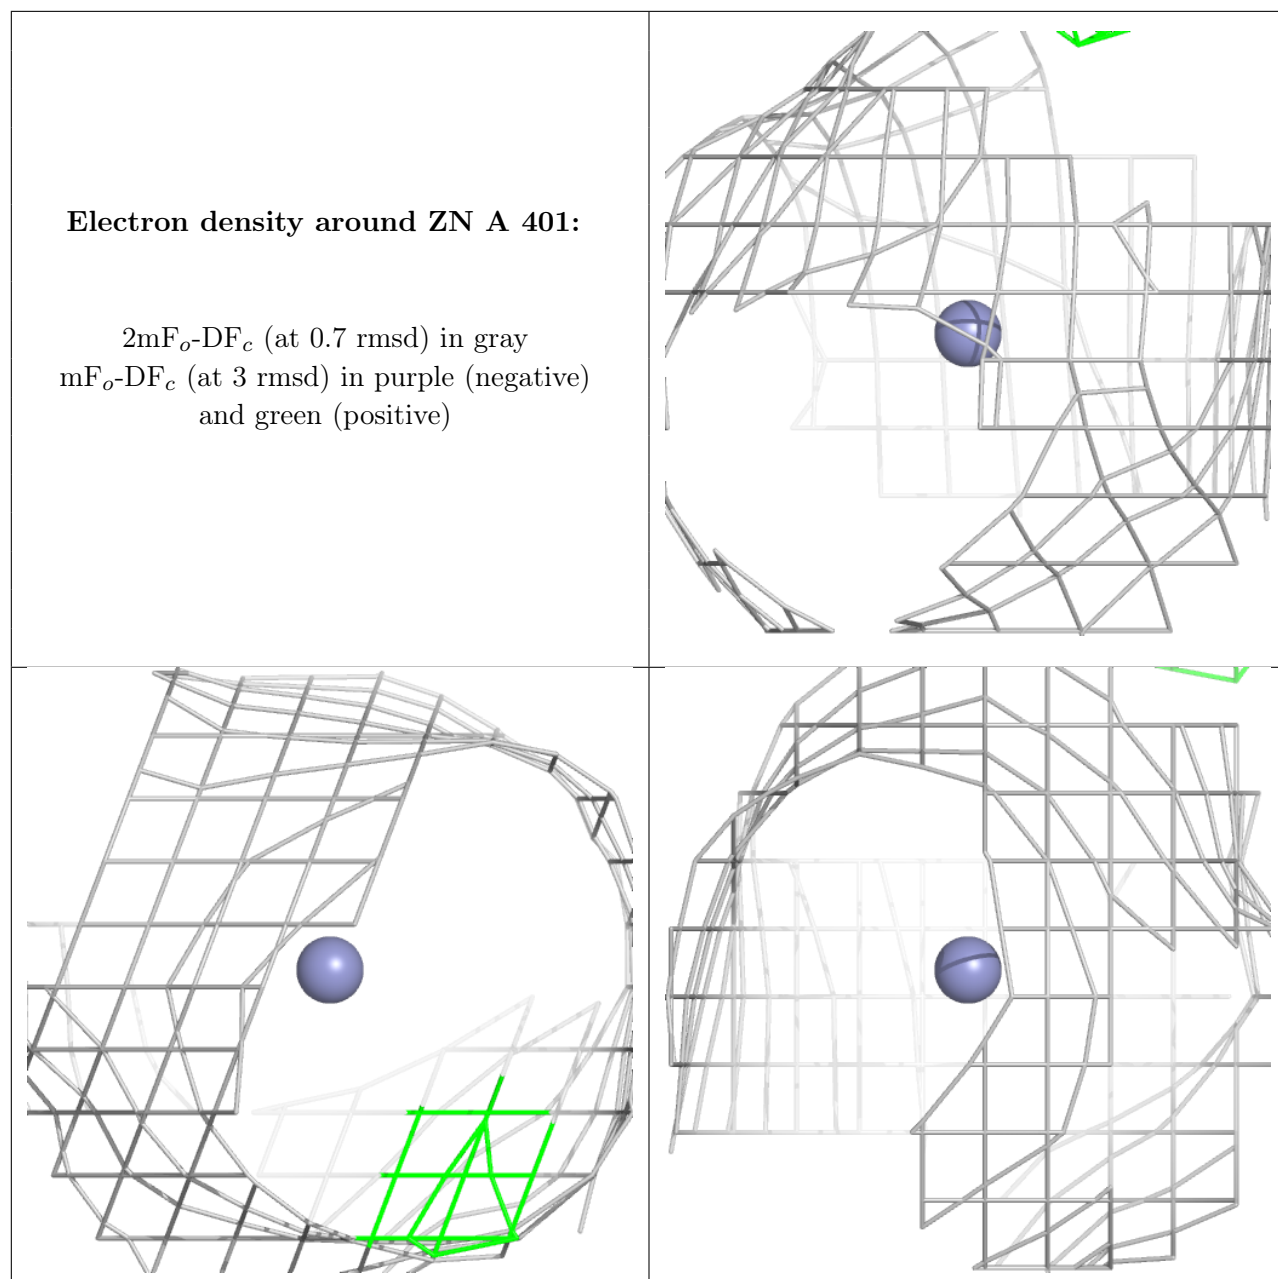 Electron density around ZN A 401:
2mFo-DFc (at 0.7 rmsd) in gray
mFo-DFc (at 3 rmsd) in purple (negative)
and green (positive)